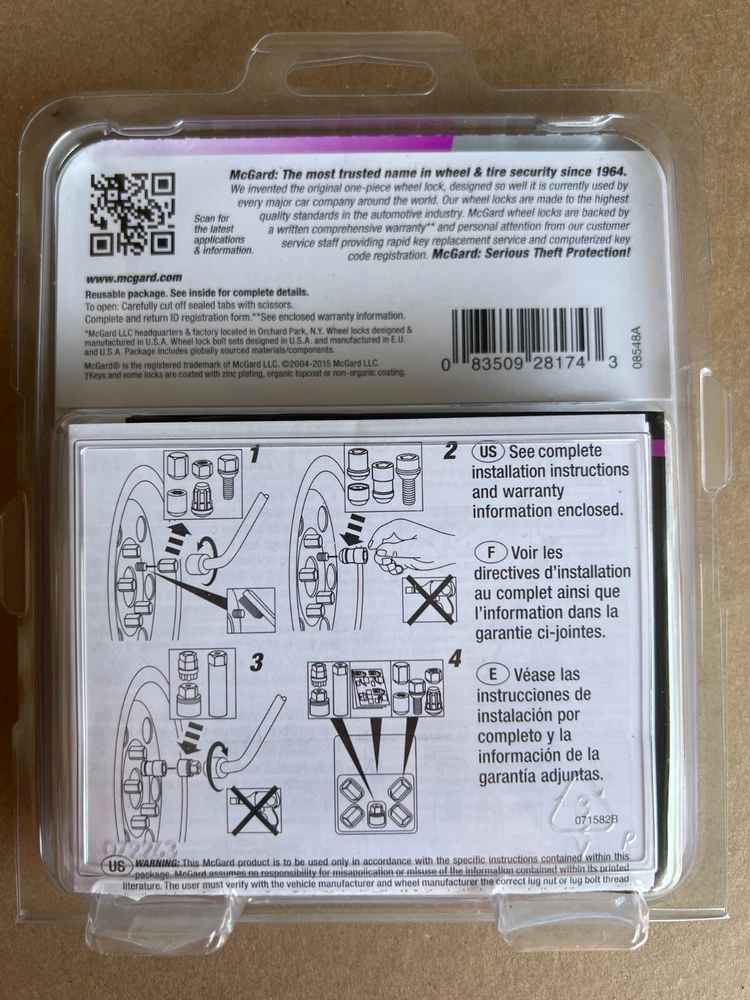 McGard: The most trusted name in wheel & tire security since 1964.
We invented the original one-piece wheel lock, designed so well it is currently used by
every major car company around the world. Our wheel locks are made to the highest
quality standards in the automotive industry. McGard wheel locks are backed by
a written comprehensive warranty** and personal attention from our customer
service staff providing rapid key replacement service and computerized key
code registration. McGard: Serious Theft Protection!
Scan for
the latest
applications
& information.
www.mcgard.com
Reusable package. See inside for complete details.
To open: Carefully cut off sealed tabs with scissors.
Complete and return ID registration form.**See enclosed warranty information.
*McGard LLC headquarters & factory located in Orchard Park, N.Y. Wheel locks designed &
manufactured in U.S.A. Wheel lock bolt sets designed in U.S.A. and manufactured in E.U.
and U.S.A. Package includes globally sourced materials/components.
McGard® is the registered trademark of McGard LLC. ©2004-2015 McGard LLC.
†Keys and some locks are coated with zinc plating, organic topcoat or non-organic coating.
0 83509 28174 3
08548A
1
2
US See complete
installation instructions
and warranty
information enclosed.
F Voir les
directives d'installation
au complet ainsi que
l'information dans la
garantie ci-jointes.
3
4
E Véase las
instrucciones de
instalación por
completo y la
información de la
garantía adjuntas.
071582B
3
V
US WARNING: This McGard product is to be used only in accordance with the specific instructions contained within this
package. McGard assumes no responsibility for misapplication or misuse of the information contained within its printed
literature. The user must verify with the vehicle manufacturer and wheel manufacturer the correct lug nut or lug bolt thread